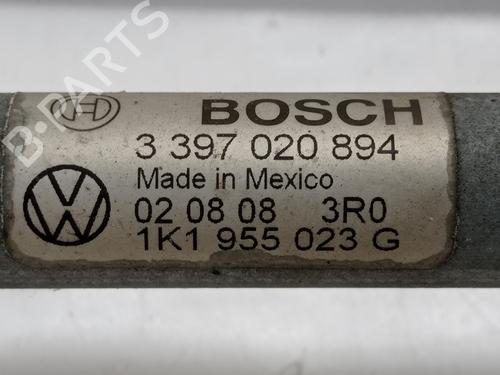 B-PARTS
BOSCH
3 397 020 894
Made in Mexico
02 08 08 3R0
1K1 955 023 G